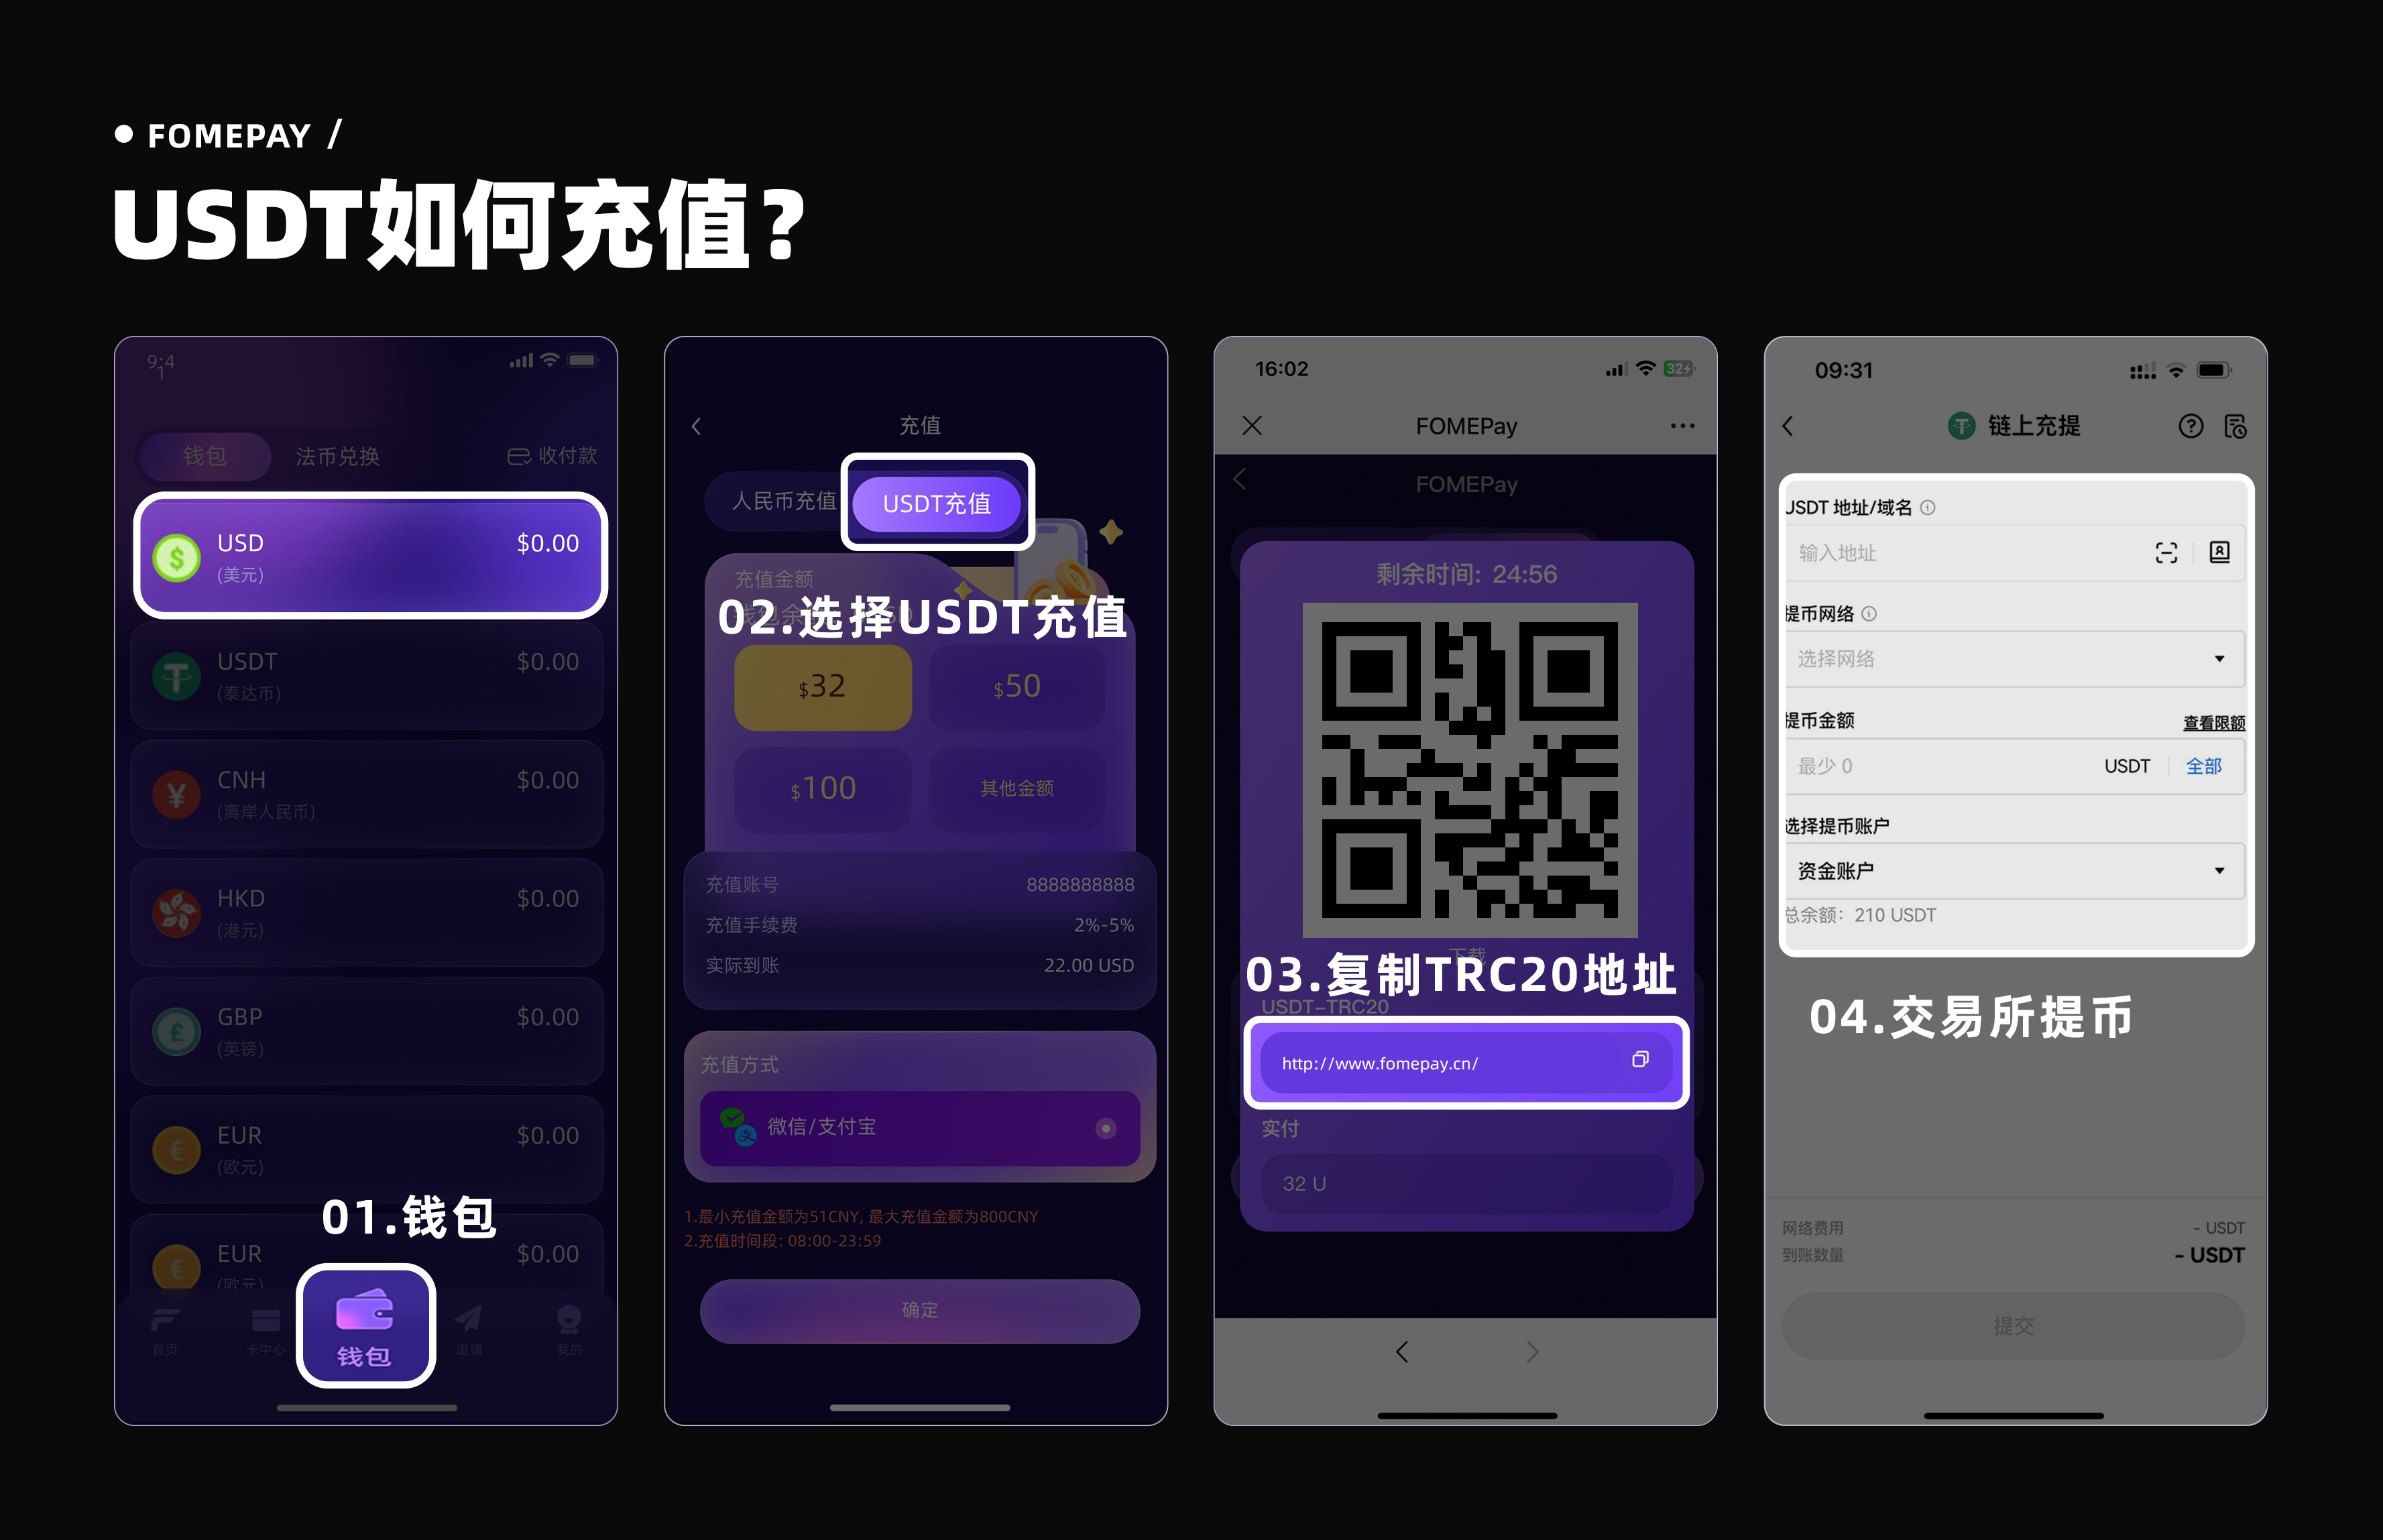 FOMEPAY /
USDT如何充值?
9:4
1
钱包
法币兑换
收付款
USD
$0.00
(美元)
USDT
$0.00
(泰达币)
CNH
$0.00
(离岸人民币)
HKD
$0.00
(港元)
GBP
$0.00
(英镑)
EUR
$0.00
(欧元)
01.钱包
EUR
$0.00
(欧元)
首页
卡中心
钱包
邀请
我的
充值
人民币充值
USDT充值
充值金额
02.选择USDT充值
$32
$50
$100
其他金额
充值账号
8888888888
充值手续费
2%-5%
实际到账
22.00 USD
充值方式
微信/支付宝
1.最小充值金额为51CNY, 最大充值金额为800CNY
2.充值时间段: 08:00-23:59
确定
16:02
32
FOMEPay
FOMEPay
剩余时间: 24:56
下载
03.复制TRC20地址
USDT-TRC20
http://www.fomepay.cn/
实付
32 U
09:31
链上充提
USDT 地址/域名
输入地址
提币网络
选择网络
提币金额
查看限额
最少 0
USDT
全部
选择提币账户
资金账户
总余额: 210 USDT
04.交易所提币
网络费用
- USDT
到账数量
- USDT
提交